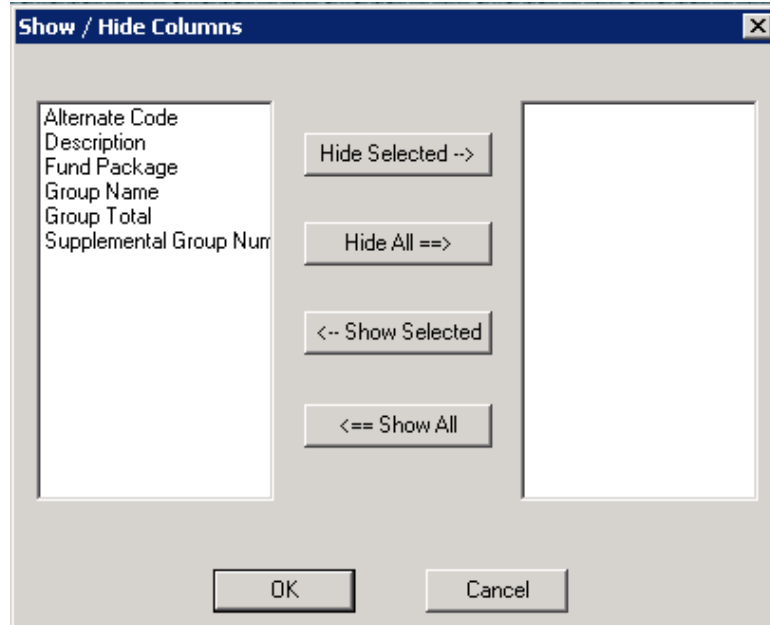 Show / Hide Columns
Alternate Code
Description
Fund Package
Group Name
Group Total
Supplemental Group Num
Hide Selected -->
Hide All ==>
<-- Show Selected
<== Show All
OK
Cancel